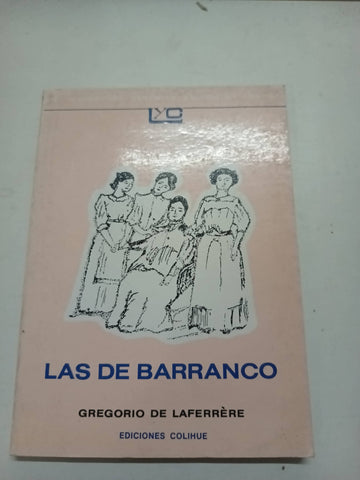 LyC
LAS DE BARRANCO
GREGORIO DE LAFERRÈRE
EDICIONES COLIHUE